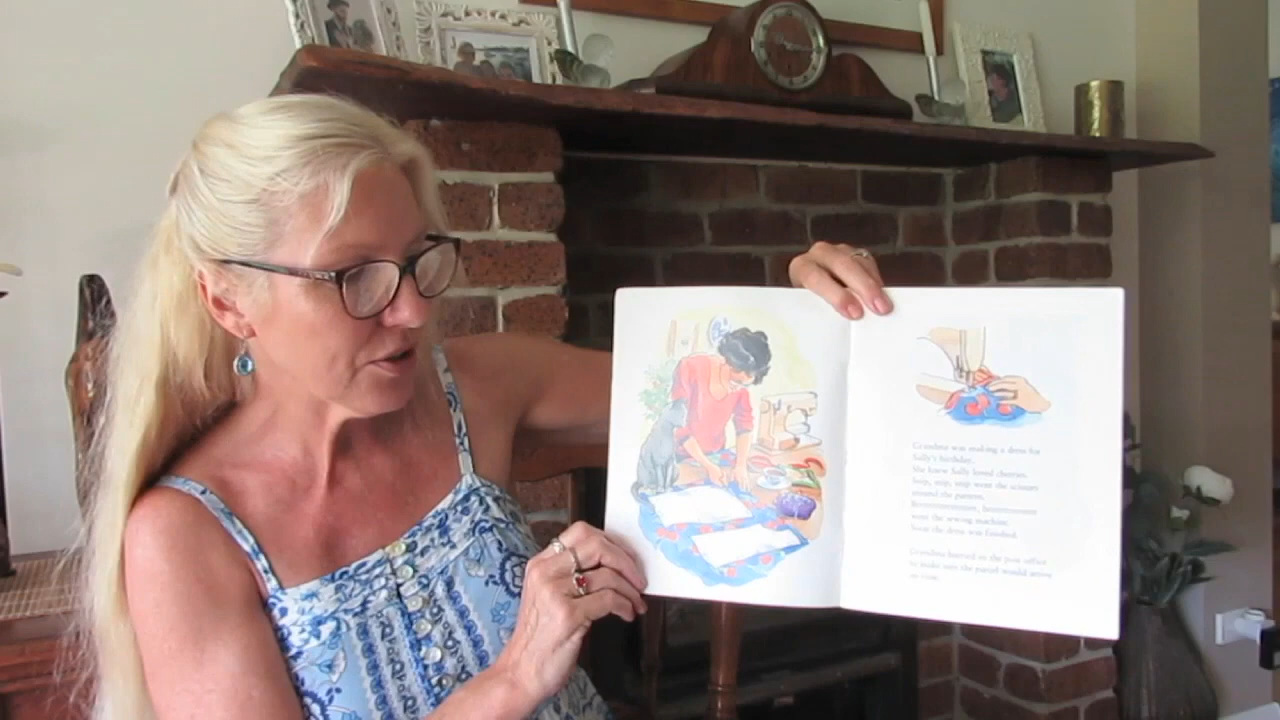 Grandma was making a dress for
Sally's birthday.
She knew Sally loved cherries.
Snip, snip, snip went the scissors
around the pattern.
went the sewing machine.
Soon the dress was finished.
Grandma hurried to the post office
to make sure the parcel would arrive
on time.